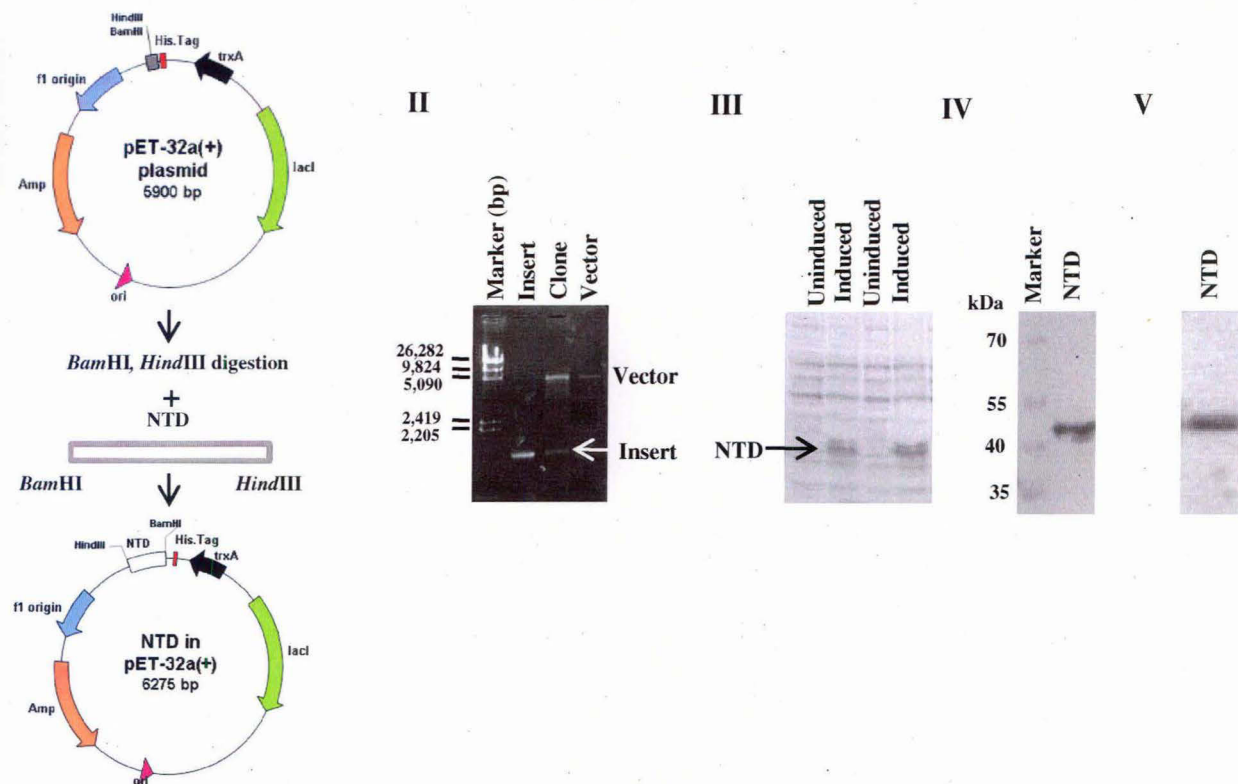 HindIII
BamHI
His.Tag
trxA
f1 origin
pET-32a(+)
plasmid
5900 bp
lacI
Amp
ori
BamHI, HindIII digestion
+
NTD
BamHI
HindIII
BamHI
HindIII
NTD
His.Tag
trxA
f1 origin
NTD in
pET-32a(+)
6275 bp
lacI
Amp
ori
II
Marker (bp)
Insert
Clone
Vector
26,282
9,824
5,090
2,419
2,205
Vector
Insert
III
Uninduced
Induced
Uninduced
Induced
NTD
IV
kDa
Marker
NTD
70
55
40
35
V
NTD